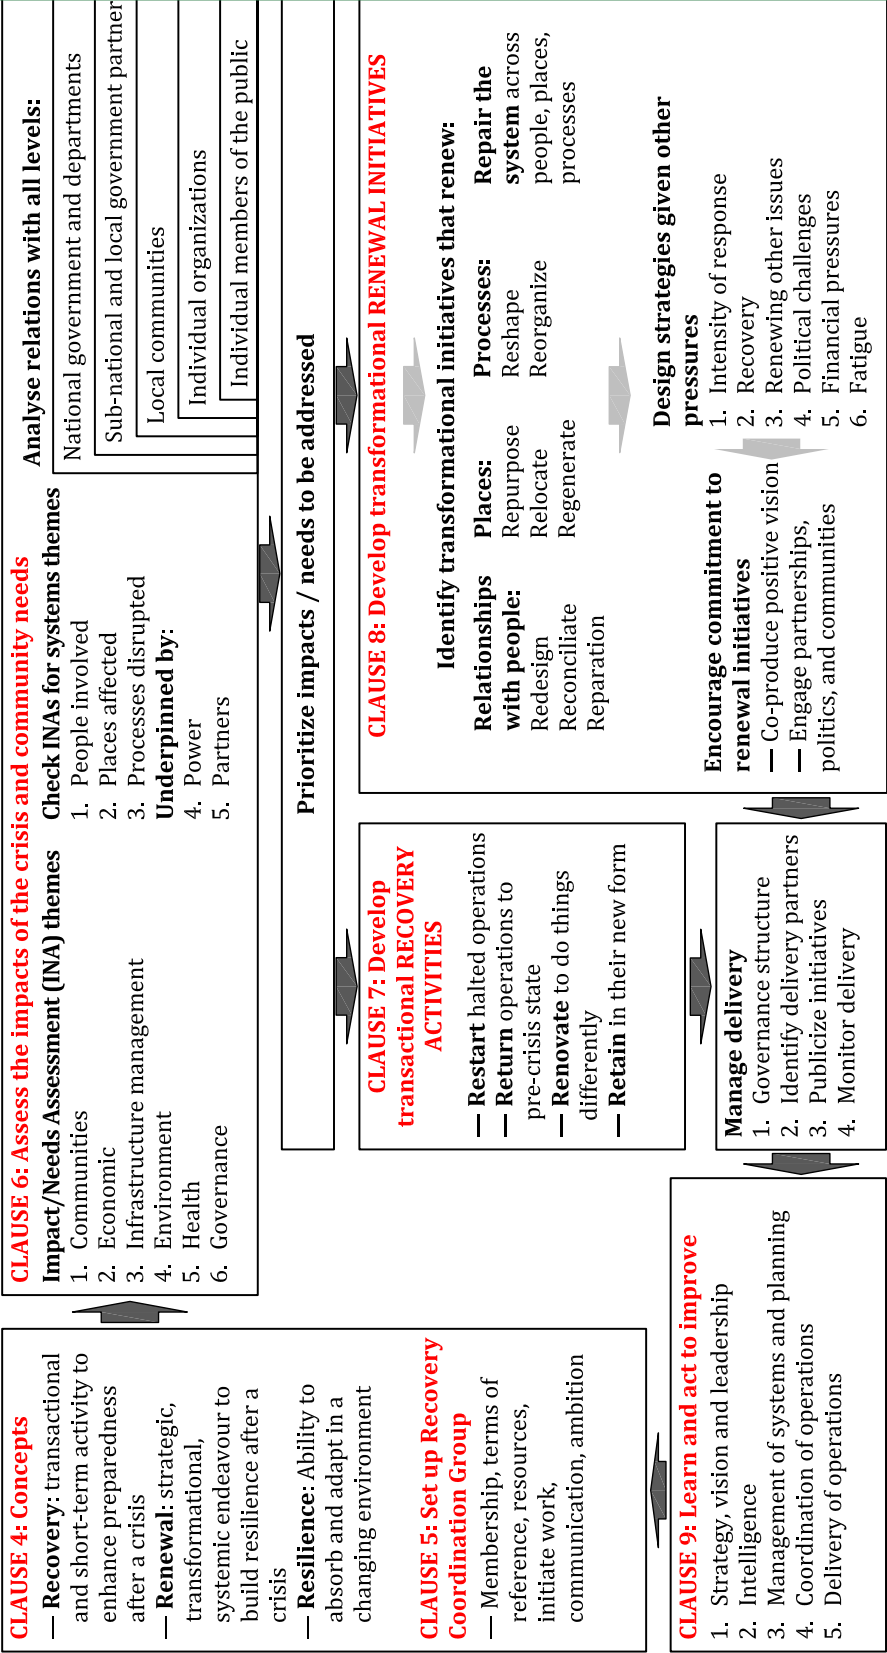 CLAUSE 4: Concepts
— Recovery: transactional
and short-term activity to
enhance preparedness
after a crisis
— Renewal: strategic,
transformational,
systemic endeavour to
build resilience after a
crisis
— Resilience: Ability to
absorb and adapt in a
changing environment
CLAUSE 5: Set up Recovery
Coordination Group
— Membership, terms of
reference, resources,
initiate work,
communication, ambition
CLAUSE 6: Assess the impacts of the crisis and community needs
Impact/Needs Assessment (INA) themes
1. Communities
2. Economic
3. Infrastructure management
4. Environment
5. Health
6. Governance
Check INAs for systems themes
1. People involved
2. Places affected
3. Processes disrupted
Underpinned by:
4. Power
5. Partners
Analyse relations with all levels:
National government and departments
Sub-national and local government partner
Local communities
Individual organizations
Individual members of the public
Prioritize impacts / needs to be addressed
CLAUSE 7: Develop
transactional RECOVERY
ACTIVITIES
— Restart halted operations
— Return operations to
pre-crisis state
— Renovate to do things
differently
— Retain in their new form
CLAUSE 8: Develop transformational RENEWAL INITIATIVES
Identify transformational initiatives that renew:
Relationships
with people:
Redesign
Reconciliate
Reparation
Places:
Repurpose
Relocate
Regenerate
Processes:
Reshape
Reorganize
Repair the
system across
people, places,
processes
Design strategies given other
pressures
1. Intensity of response
2. Recovery
3. Renewing other issues
4. Political challenges
5. Financial pressures
6. Fatigue
Encourage commitment to
renewal initiatives
— Co-produce positive vision
— Engage partnerships,
politics, and communities
Manage delivery
1. Governance structure
2. Identify delivery partners
3. Publicize initiatives
4. Monitor delivery
CLAUSE 9: Learn and act to improve
1. Strategy, vision and leadership
2. Intelligence
3. Management of systems and planning
4. Coordination of operations
5. Delivery of operations